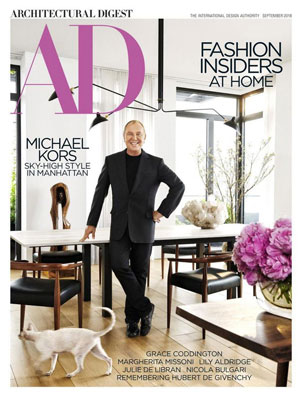 ARCHITECTURAL DIGEST
THE INTERNATIONAL DESIGN AUTHORITY SEPTEMBER 2018
AD
FASHION
INSIDERS
AT HOME
MICHAEL
KORS
SKY-HIGH STYLE
IN MANHATTAN
GRACE CODDINGTON
MARGHERITA MISSONI . LILY ALDRIDGE
JULIE DE LIBRAN . NICOLA BULGARI
REMEMBERING HUBERT DE GIVENCHY